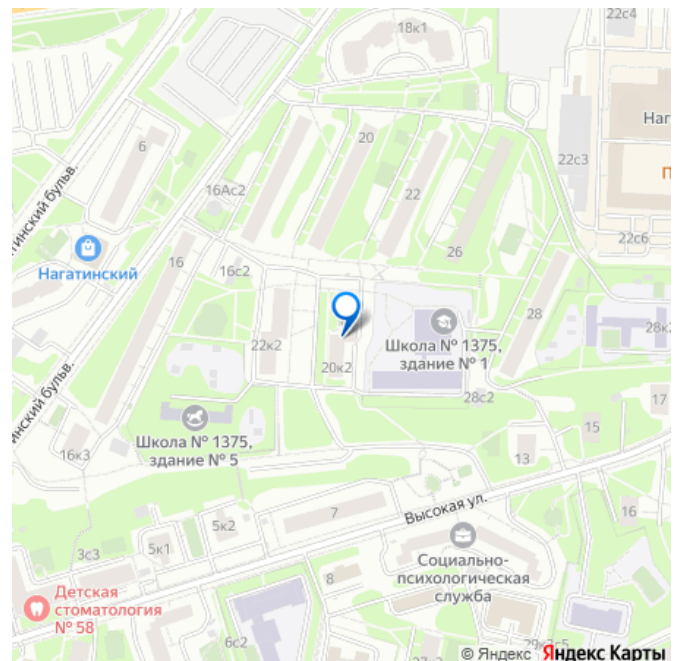 22с4
18к1
Наг
6
20
22с3
П
16Ас2
22
22с6
тинский бульв.
Нагатинский
16
16с2
26
28
Школа № 1375,
здание № 1
28к
22к2
20к2
28с2
17
нский бульв.
Школа № 1375,
здание № 5
15
16к3
13
Высокая ул.
7
5к2
16
3с3
5к1
Социально-
психологическая
служба
8
Детская
стоматология
№ 58
6с2
© Яндекс Яндекс Карты